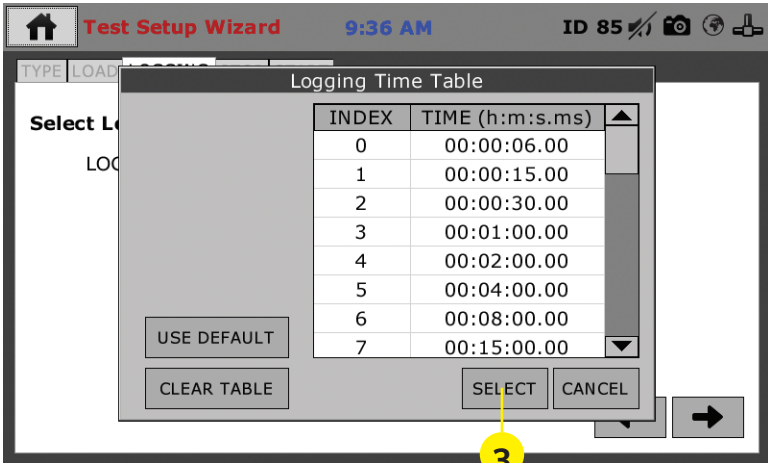 Test Setup Wizard 9:36 AM ID 85
TYPE LOAD LOGGING
Logging Time Table
Select
INDEX TIME (h:m:s.ms)
0 00:00:06.00
1 00:00:15.00
2 00:00:30.00
3 00:01:00.00
4 00:02:00.00
5 00:04:00.00
6 00:08:00.00
7 00:15:00.00
USE DEFAULT
CLEAR TABLE SELECT CANCEL
3